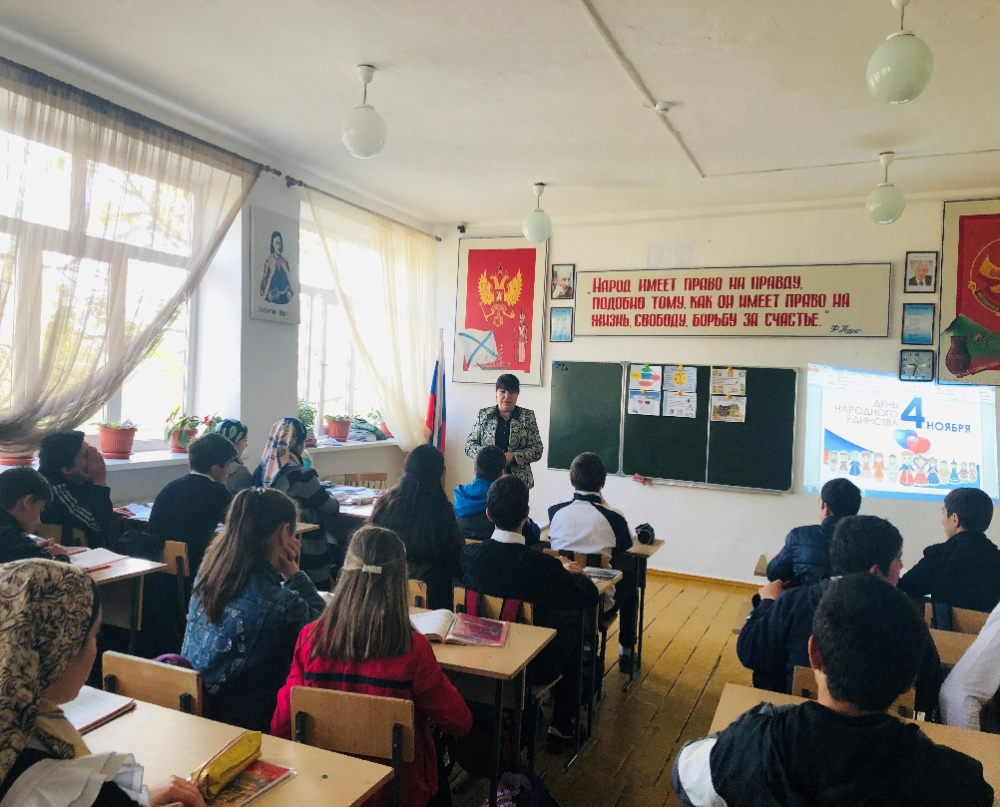 „НАРОД ИМЕЕТ ПРАВО НА ПРАВДУ,
ПОДОБНО ТОМУ, КАК ОН ИМЕЕТ ПРАВО НА
ЖИЗНЬ, СВОБОДУ, БОРЬБУ ЗА СЧАСТЬЕ."
ДЕНЬ
НАРОДНОГО
ЕДИНСТВА
4
НОЯБРЯ